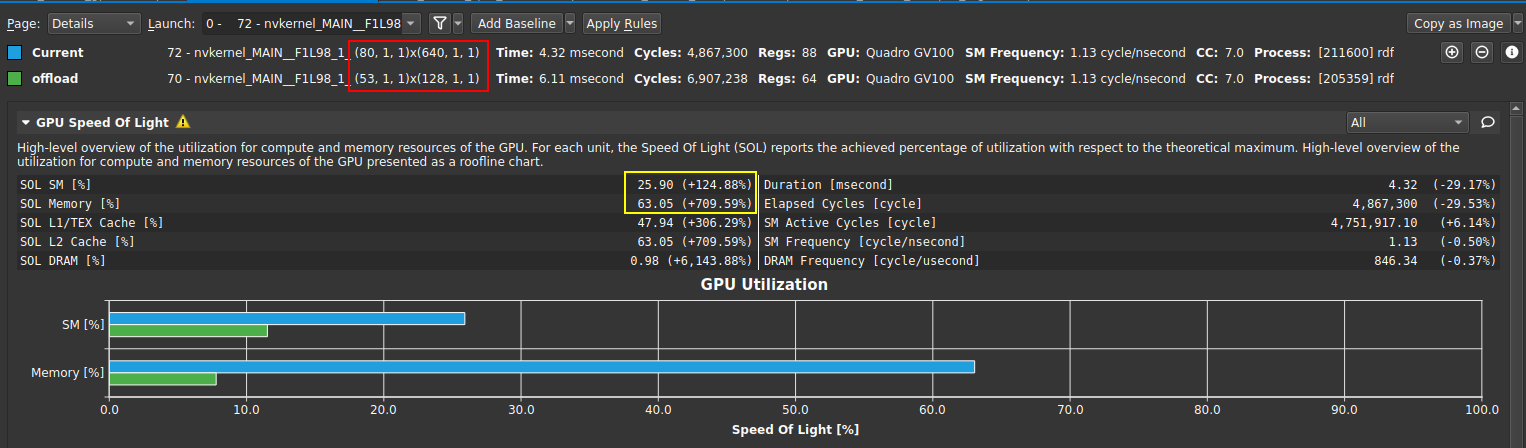 Page: Details Launch: 0 - 72 - nvkernel_MAIN__F1L98 Add Baseline Apply Rules Copy as Image
Current 72 - nvkernel_MAIN__F1L98_1_ (80, 1, 1)x(640, 1, 1) Time: 4.32 msecond Cycles: 4,867,300 Regs: 88 GPU: Quadro GV100 SM Frequency: 1.13 cycle/nsecond CC: 7.0 Process: [211600] rdf
offload 70 - nvkernel_MAIN__F1L98_1_ (53, 1, 1)x(128, 1, 1) Time: 6.11 msecond Cycles: 6,907,238 Regs: 64 GPU: Quadro GV100 SM Frequency: 1.13 cycle/nsecond CC: 7.0 Process: [205359] rdf
GPU Speed Of Light All
High-level overview of the utilization for compute and memory resources of the GPU. For each unit, the Speed Of Light (SOL) reports the achieved percentage of utilization with respect to the theoretical maximum. High-level overview of the
utilization for compute and memory resources of the GPU presented as a roofline chart.
SOL SM [%] 25.90 (+124.88%) Duration [msecond] 4.32 (-29.17%)
SOL Memory [%] 63.05 (+709.59%) Elapsed Cycles [cycle] 4,867,300 (-29.53%)
SOL L1/TEX Cache [%] 47.94 (+306.29%) SM Active Cycles [cycle] 4,751,917.10 (+6.14%)
SOL L2 Cache [%] 63.05 (+709.59%) SM Frequency [cycle/nsecond] 1.13 (-0.50%)
SOL DRAM [%] 0.98 (+6,143.88%) DRAM Frequency [cycle/usecond] 846.34 (-0.37%)
GPU Utilization
SM [%]
Memory [%]
0.0 10.0 20.0 30.0 40.0 50.0 60.0 70.0 80.0 90.0 100.0
Speed Of Light [%]